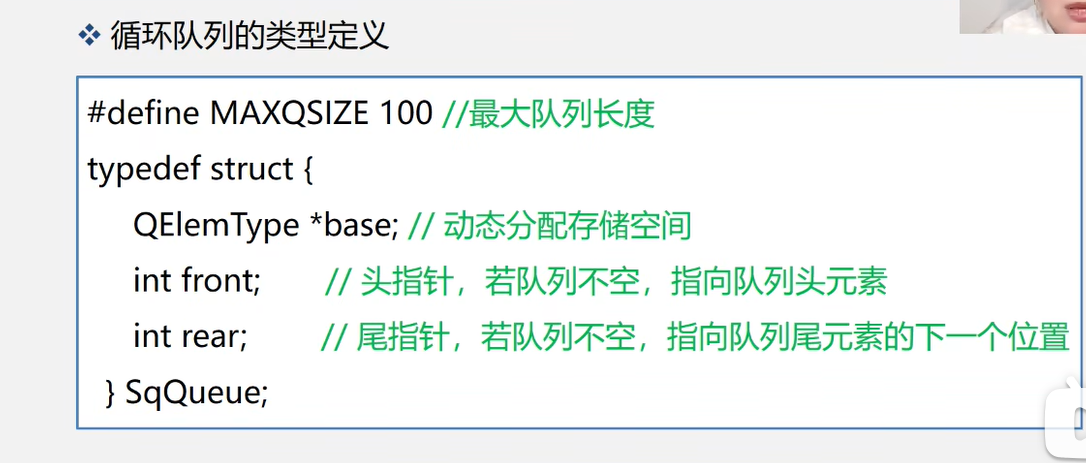 循环队列的类型定义
#define MAXQSIZE 100 //最大队列长度
typedef struct {
QElemType *base; // 动态分配存储空间
int front; // 头指针，若队列不空，指向队列头元素
int rear; // 尾指针，若队列不空，指向队列尾元素的下一个位置
} SqQueue;